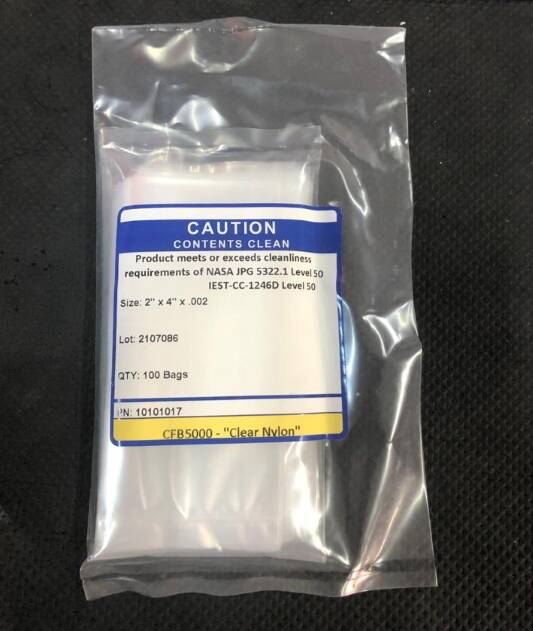 CAUTION
CONTENTS CLEAN
Product meets or exceeds cleanliness
requirements of NASA JPG 5322.1 Level 50
IEST-CC-1246D Level 50
Size: 2" x 4" x .002
Lot: 2107086
QTY: 100 Bags
PN: 10101017
CFB5000 - "Clear Nylon"